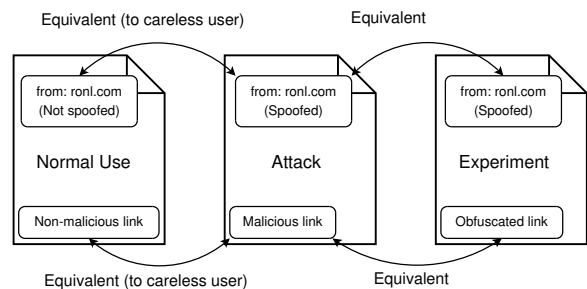 Equivalent (to careless user)
Equivalent
from: ronl.com
(Not spoofed)
from: ronl.com
(Spoofed)
from: ronl.com
(Spoofed)
Normal Use
Attack
Experiment
Non-malicious link
Malicious link
Obfuscated link
Equivalent (to careless user)
Equivalent